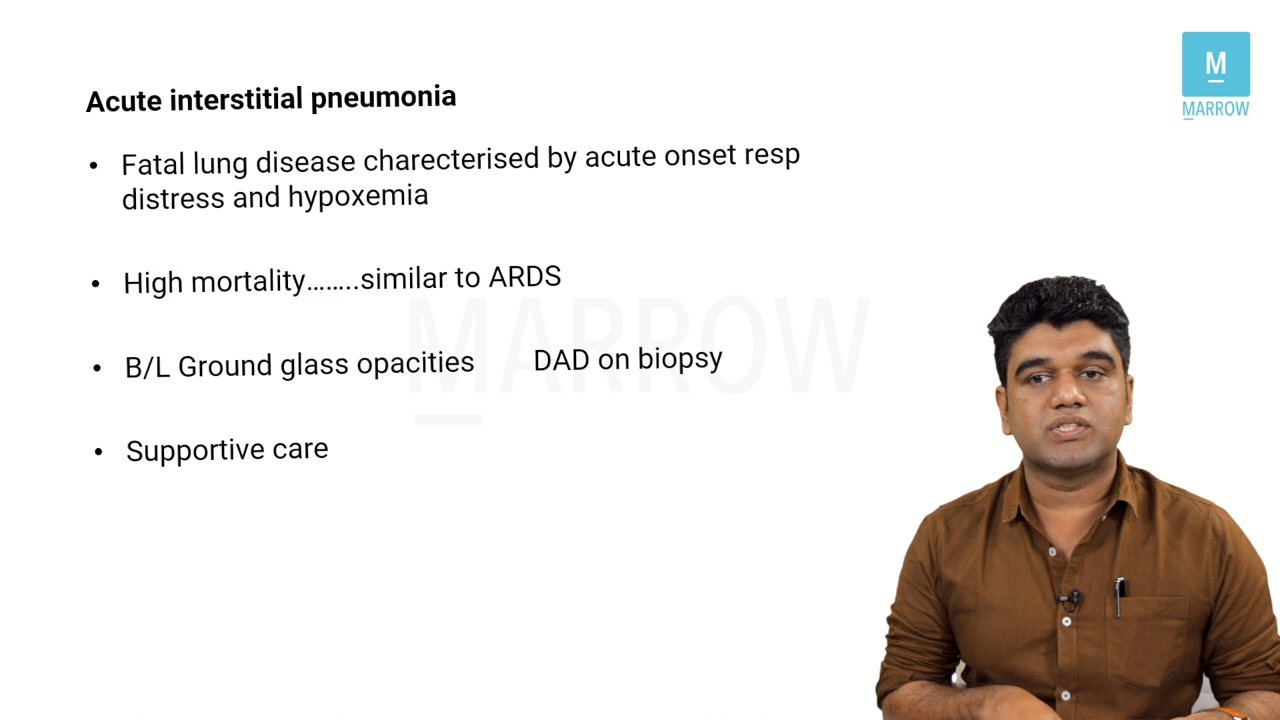 M
MARROW
Acute interstitial pneumonia
• Fatal lung disease charecterised by acute onset resp
distress and hypoxemia
• High mortality........similar to ARDS
MARROW
• B/L Ground glass opacities DAD on biopsy
• Supportive care